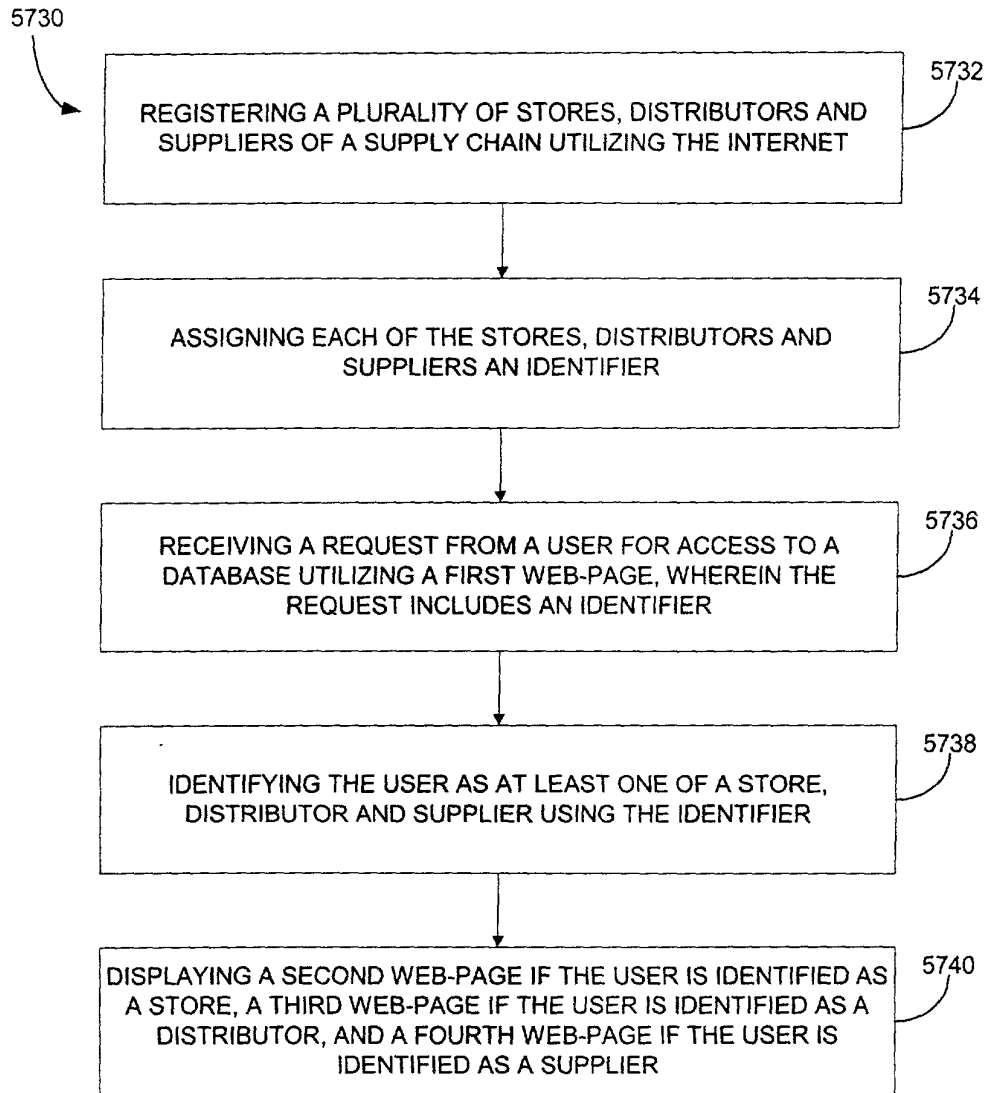 5730
5732
REGISTERING A PLURALITY OF STORES, DISTRIBUTORS AND
SUPPLIERS OF A SUPPLY CHAIN UTILIZING THE INTERNET
5734
ASSIGNING EACH OF THE STORES, DISTRIBUTORS AND
SUPPLIERS AN IDENTIFIER
5736
RECEIVING A REQUEST FROM A USER FOR ACCESS TO A
DATABASE UTILIZING A FIRST WEB-PAGE, WHEREIN THE
REQUEST INCLUDES AN IDENTIFIER
5738
IDENTIFYING THE USER AS AT LEAST ONE OF A STORE,
DISTRIBUTOR AND SUPPLIER USING THE IDENTIFIER
5740
DISPLAYING A SECOND WEB-PAGE IF THE USER IS IDENTIFIED AS
A STORE, A THIRD WEB-PAGE IF THE USER IS IDENTIFIED AS A
DISTRIBUTOR, AND A FOURTH WEB-PAGE IF THE USER IS
IDENTIFIED AS A SUPPLIER